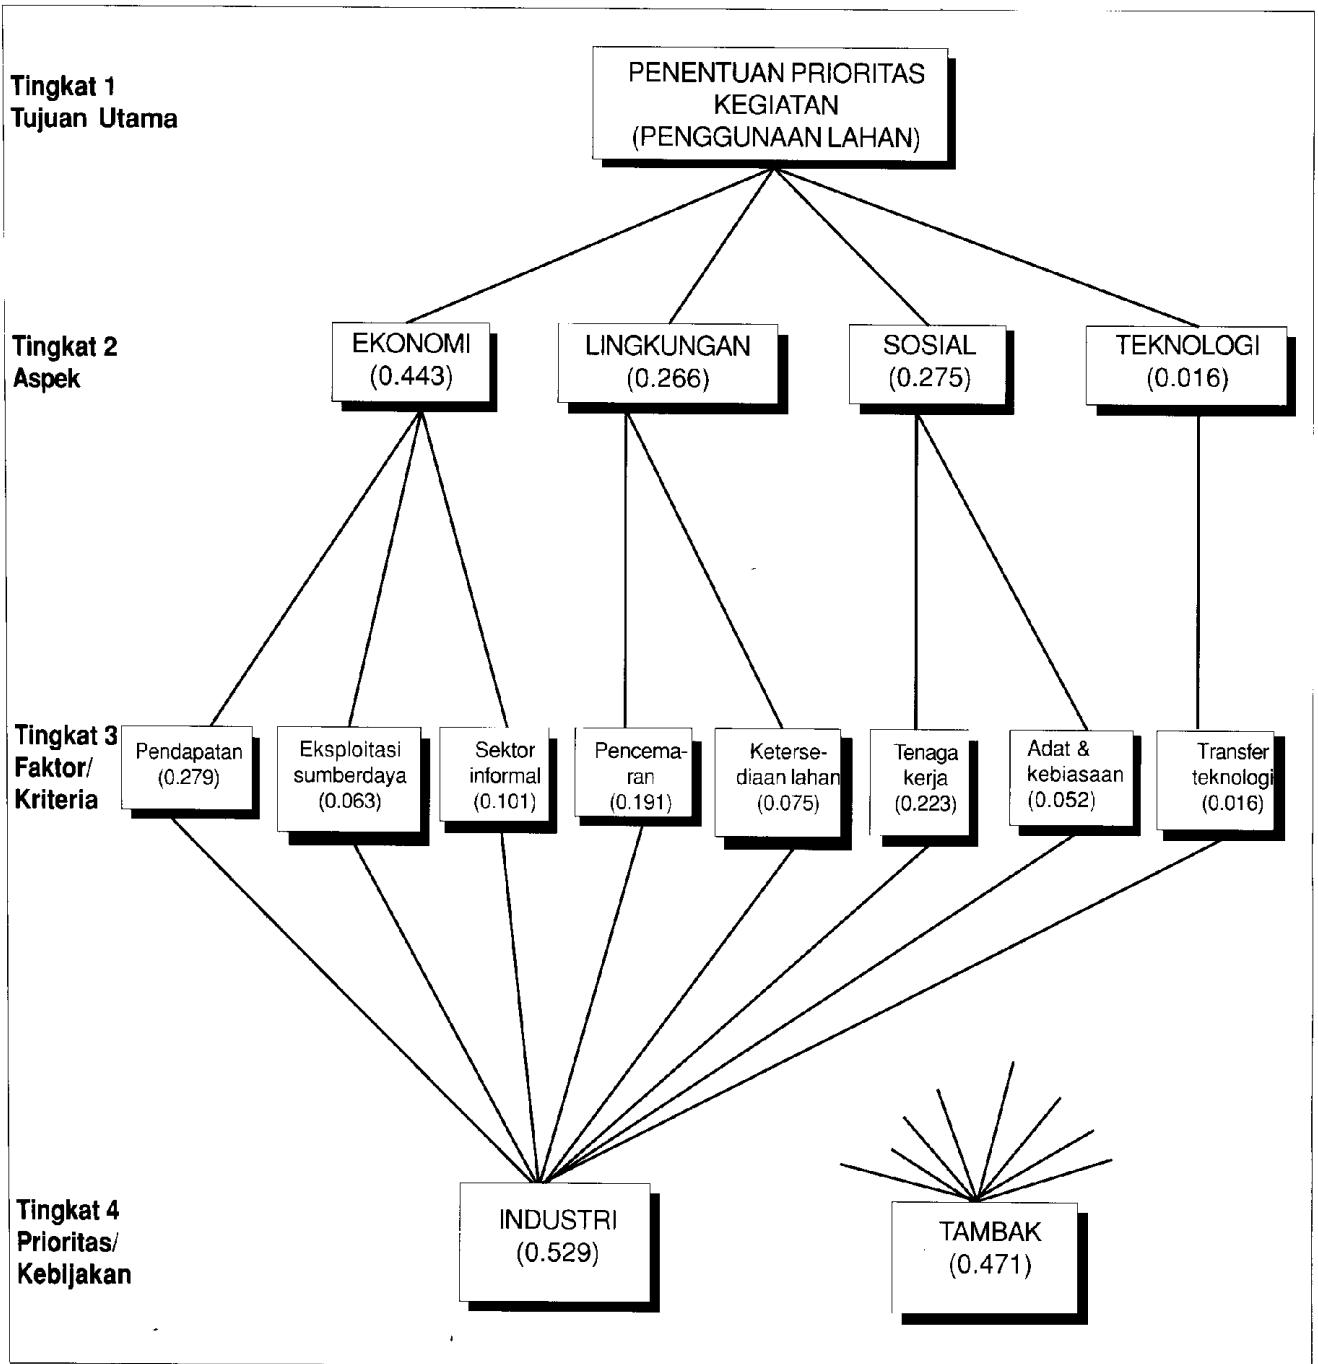 Tingkat 1
Tujuan Utama
PENENTUAN PRIORITAS
KEGIATAN
(PENGGUNAAN LAHAN)
Tingkat 2
Aspek
EKONOMI
(0.443)
LINGKUNGAN
(0.266)
SOSIAL
(0.275)
TEKNOLOGI
(0.016)
Tingkat 3
Faktor/
Kriteria
Pendapatan
(0.279)
Eksploitasi
sumberdaya
(0.063)
Sektor
informal
(0.101)
Pencema-
ran
(0.191)
Keterse-
diaan lahan
(0.075)
Tenaga
kerja
(0.223)
Adat &
kebiasaan
(0.052)
Transfer
teknologi
(0.016)
Tingkat 4
Prioritas/
Kebijakan
INDUSTRI
(0.529)
TAMBAK
(0.471)